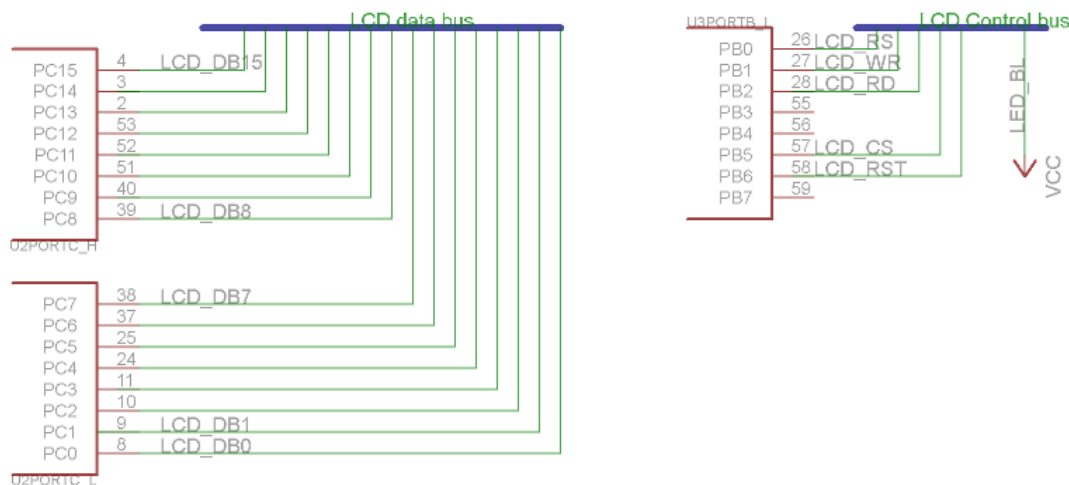 LCD data bus
PC15 4 LCD_DB15
PC14 3
PC13 2
PC12 53
PC11 52
PC10 51
PC9 40
PC8 39 LCD_DB8
U2PORTC_H
PC7 38 LCD_DB7
PC6 37
PC5 25
PC4 24
PC3 11
PC2 10
PC1 9 LCD_DB1
PC0 8 LCD_DB0
U2PORTC_L
U3PORTB_L
LCD Control bus
PB0 26 LCD_RS
PB1 27 LCD_WR
PB2 28 LCD_RD
PB3 55
PB4 56
PB5 57 LCD_CS
PB6 58 LCD_RST
PB7 59
LED_BL
VCC